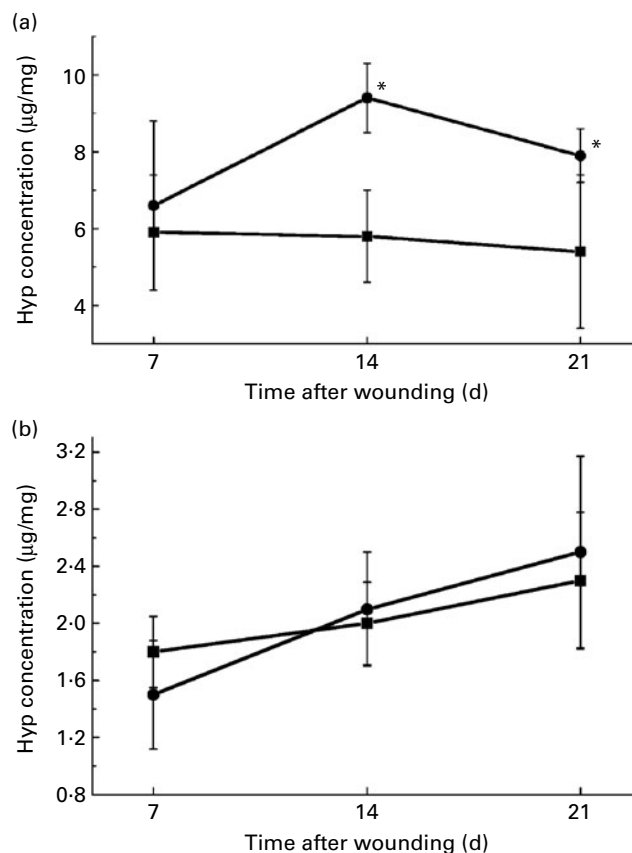 (a)
10
*
*
8
6
4
Hyp concentration (µg/mg)
7 14 21
Time after wounding (d)
(b)
3·2
2·8
2·4
2·0
1·6
1·2
0·8
Hyp concentration (µg/mg)
7 14 21
Time after wounding (d)